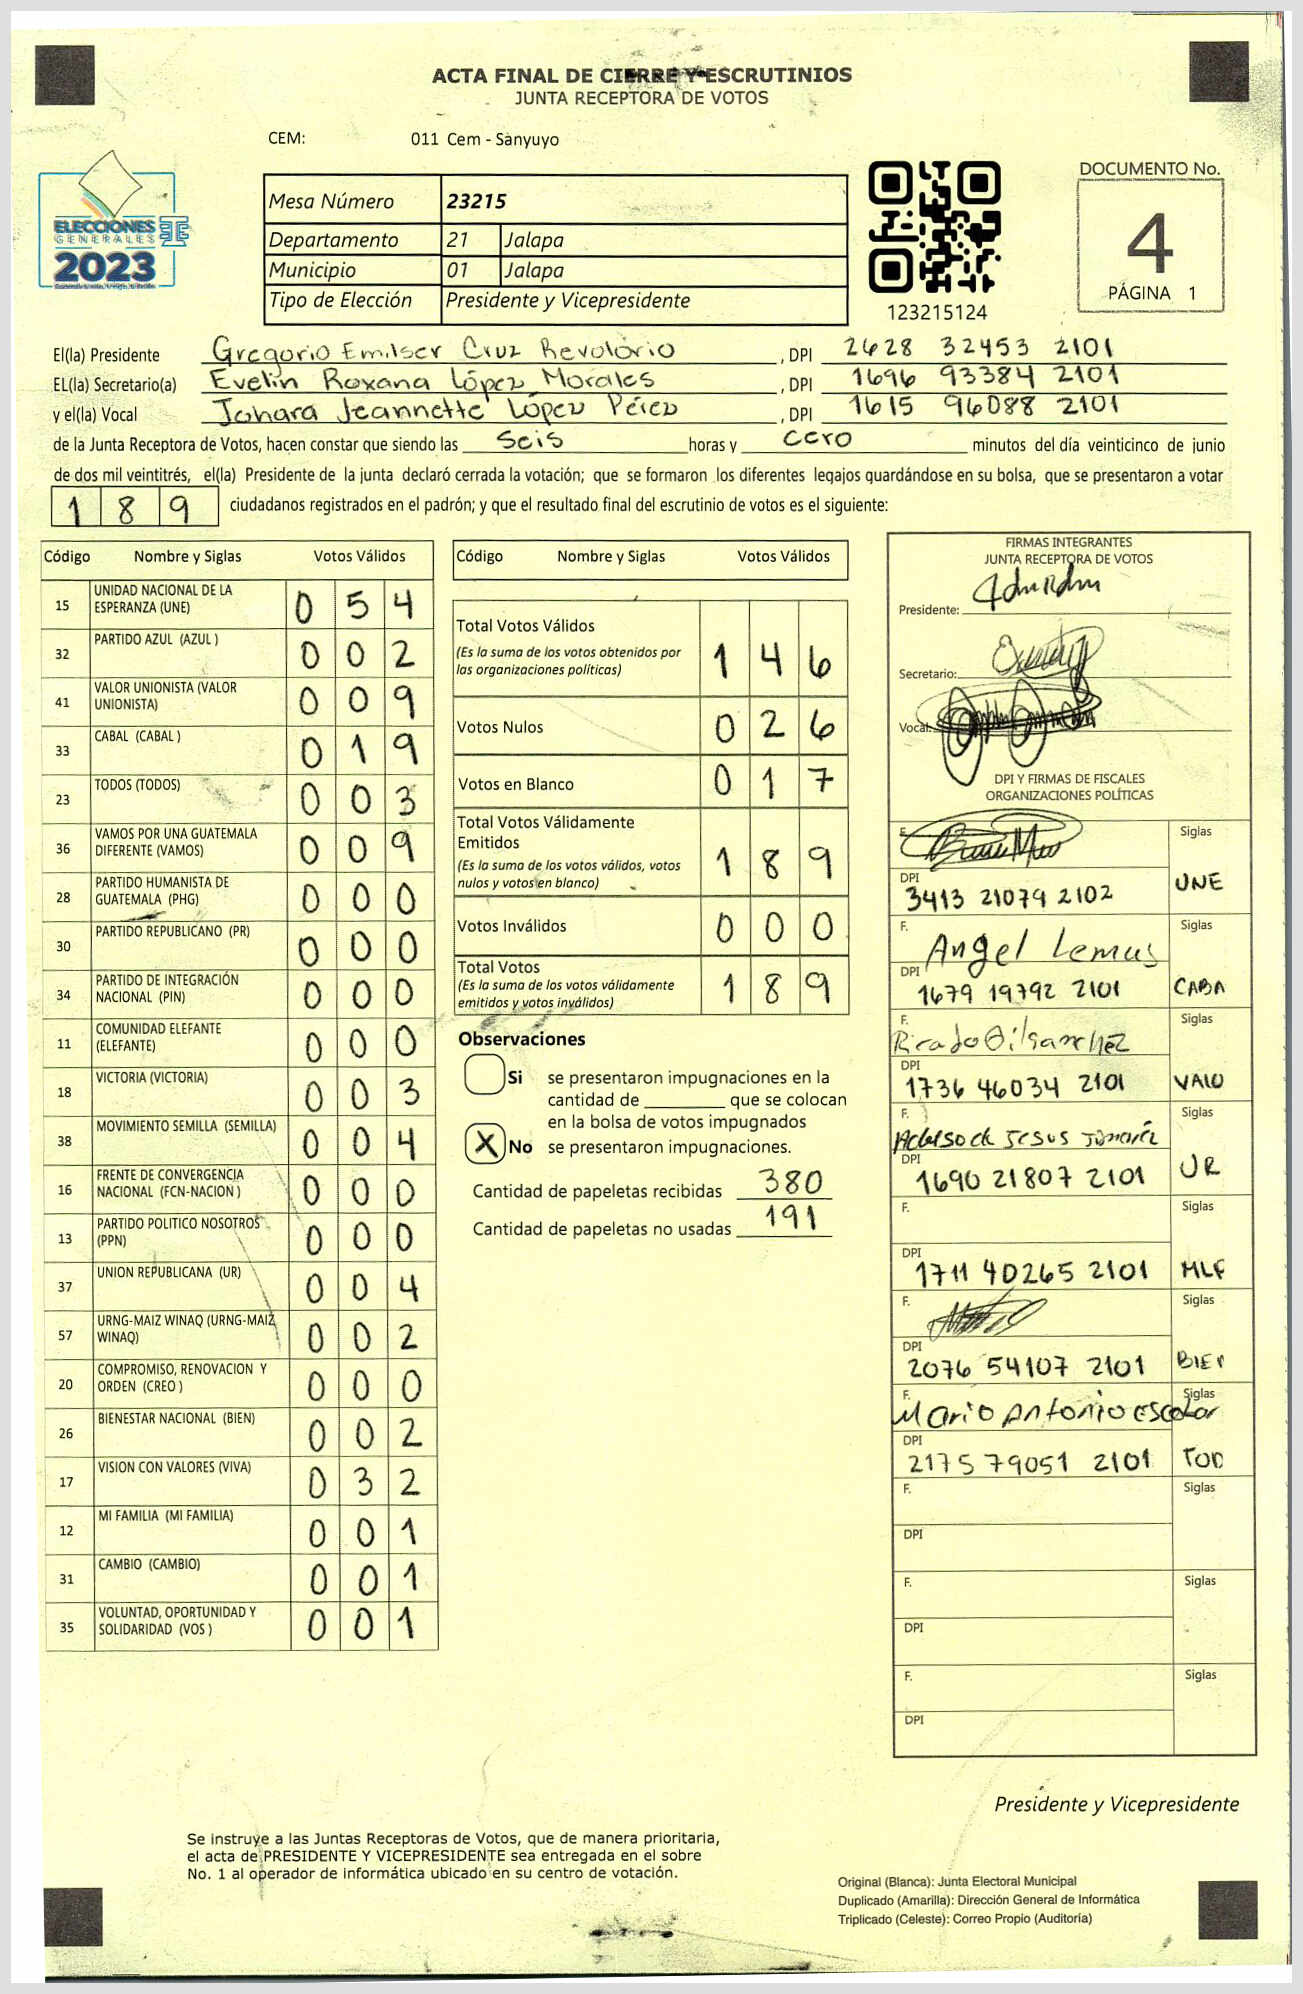 ACTA FINAL DE CIERRE Y ESCRUTINIOS
JUNTA RECEPTORA DE VOTOS
CEM: 011 Cem - Sanyuyo
ELECCIONES
GENERALES
2023
Mesa Número 23215
Departamento 21 Jalapa
Municipio 01 Jalapa
Tipo de Elección Presidente y Vicepresidente
123215124
DOCUMENTO No.
4
PÁGINA 1
El(la) Presidente Gregorio Emilser Cruz Revolorio , DPI 2628 32453 2101
EL(la) Secretario(a) Evelin Roxana López Morales , DPI 1696 93384 2101
y el(la) Vocal Johara Jeannette López Pérez , DPI 1615 96088 2101
de la Junta Receptora de Votos, hacen constar que siendo las Seis horas y cero minutos del día veinticinco de junio
de dos mil veintitrés, el(la) Presidente de la junta declaró cerrada la votación; que se formaron los diferentes legajos quardándose en su bolsa, que se presentaron a votar
189 ciudadanos registrados en el padrón; y que el resultado final del escrutinio de votos es el siguiente:
Código Nombre y Siglas Votos Válidos
15 UNIDAD NACIONAL DE LA ESPERANZA (UNE) 0 5 4
32 PARTIDO AZUL (AZUL ) 0 0 2
41 VALOR UNIONISTA (VALOR UNIONISTA) 0 0 9
33 CABAL (CABAL ) 0 1 9
23 TODOS (TODOS) 0 0 3
36 VAMOS POR UNA GUATEMALA DIFERENTE (VAMOS) 0 0 9
28 PARTIDO HUMANISTA DE GUATEMALA (PHG) 0 0 0
30 PARTIDO REPUBLICANO (PR) 0 0 0
34 PARTIDO DE INTEGRACIÓN NACIONAL (PIN) 0 0 0
11 COMUNIDAD ELEFANTE (ELEFANTE) 0 0 0
18 VICTORIA (VICTORIA) 0 0 3
38 MOVIMIENTO SEMILLA (SEMILLA) 0 0 4
16 FRENTE DE CONVERGENCIA NACIONAL (FCN-NACION ) 0 0 0
13 PARTIDO POLITICO NOSOTROS (PPN) 0 0 0
37 UNION REPUBLICANA (UR) 0 0 4
57 URNG-MAIZ WINAQ (URNG-MAIZ WINAQ) 0 0 2
20 COMPROMISO, RENOVACION Y ORDEN (CREO ) 0 0 0
26 BIENESTAR NACIONAL (BIEN) 0 0 2
17 VISION CON VALORES (VIVA) 0 3 2
12 MI FAMILIA (MI FAMILIA) 0 0 1
31 CAMBIO (CAMBIO) 0 0 1
35 VOLUNTAD, OPORTUNIDAD Y SOLIDARIDAD (VOS ) 0 0 1
Código Nombre y Siglas Votos Válidos
Total Votos Válidos
(Es la suma de los votos obtenidos por las organizaciones políticas) 1 4 6
Votos Nulos 0 2 6
Votos en Blanco 0 1 7
Total Votos Válidamente Emitidos
(Es la suma de los votos válidos, votos nulos y votos en blanco) 1 8 9
Votos Inválidos 0 0 0
Total Votos
(Es la suma de los votos válidamente emitidos y votos inválidos) 1 8 9
Observaciones
Si se presentaron impugnaciones en la
cantidad de ________ que se colocan
en la bolsa de votos impugnados
X No se presentaron impugnaciones.
Cantidad de papeletas recibidas 380
Cantidad de papeletas no usadas 191
FIRMAS INTEGRANTES
JUNTA RECEPTORA DE VOTOS
Presidente:
Secretario:
Vocal:
DPI Y FIRMAS DE FISCALES
ORGANIZACIONES POLÍTICAS
F. Siglas
DPI 3413 21079 2102 UNE
F. Angel Lemus Siglas
DPI 1679 19792 2101 CABA
F. Ricado Gil sanchez Siglas
DPI 1736 46034 2101 VALO
F. de Jesus Siglas
DPI 1690 21807 2101 UR
F. Siglas
DPI 1711 40265 2101 MLF
F. Siglas
DPI 2076 54107 2101 BIEN
F. Mario Antonio escobar Siglas
DPI 2175 79051 2101 TOD
F. Siglas
DPI
F. Siglas
DPI
F. Siglas
DPI
Presidente y Vicepresidente
Se instruye a las Juntas Receptoras de Votos, que de manera prioritaria,
el acta de PRESIDENTE Y VICEPRESIDENTE sea entregada en el sobre
No. 1 al operador de informática ubicado en su centro de votación.
Original (Blanca): Junta Electoral Municipal
Duplicado (Amarilla): Dirección General de Informática
Triplicado (Celeste): Correo Propio (Auditoría)